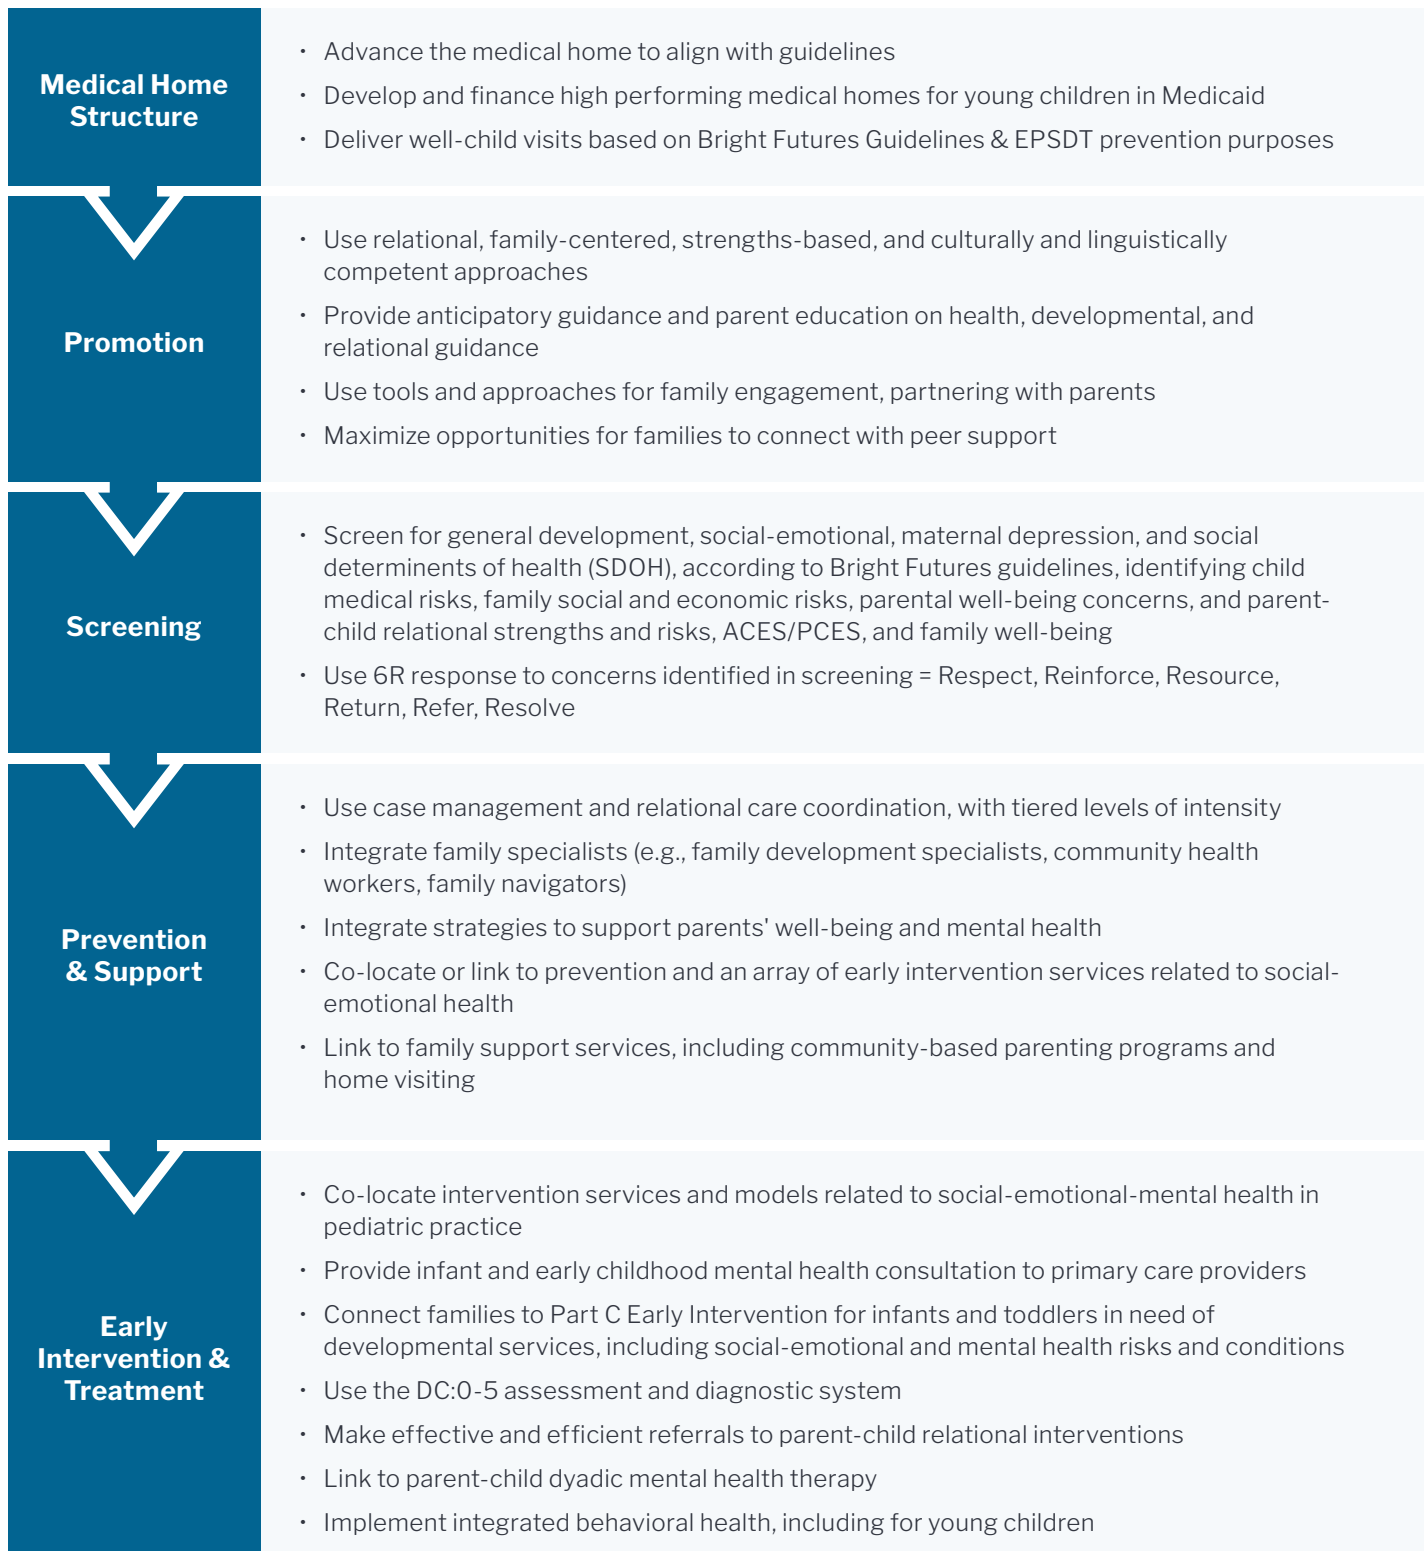 Medical Home
Structure
• Advance the medical home to align with guidelines
• Develop and finance high performing medical homes for young children in Medicaid
• Deliver well-child visits based on Bright Futures Guidelines & EPSDT prevention purposes
Promotion
• Use relational, family-centered, strengths-based, and culturally and linguistically
competent approaches
• Provide anticipatory guidance and parent education on health, developmental, and
relational guidance
• Use tools and approaches for family engagement, partnering with parents
• Maximize opportunities for families to connect with peer support
Screening
• Screen for general development, social-emotional, maternal depression, and social
determinents of health (SDOH), according to Bright Futures guidelines, identifying child
medical risks, family social and economic risks, parental well-being concerns, and parent-
child relational strengths and risks, ACES/PCES, and family well-being
• Use 6R response to concerns identified in screening = Respect, Reinforce, Resource,
Return, Refer, Resolve
Prevention
& Support
• Use case management and relational care coordination, with tiered levels of intensity
• Integrate family specialists (e.g., family development specialists, community health
workers, family navigators)
• Integrate strategies to support parents' well-being and mental health
• Co-locate or link to prevention and an array of early intervention services related to social-
emotional health
• Link to family support services, including community-based parenting programs and
home visiting
Early
Intervention &
Treatment
• Co-locate intervention services and models related to social-emotional-mental health in
pediatric practice
• Provide infant and early childhood mental health consultation to primary care providers
• Connect families to Part C Early Intervention for infants and toddlers in need of
developmental services, including social-emotional and mental health risks and conditions
• Use the DC:0-5 assessment and diagnostic system
• Make effective and efficient referrals to parent-child relational interventions
• Link to parent-child dyadic mental health therapy
• Implement integrated behavioral health, including for young children